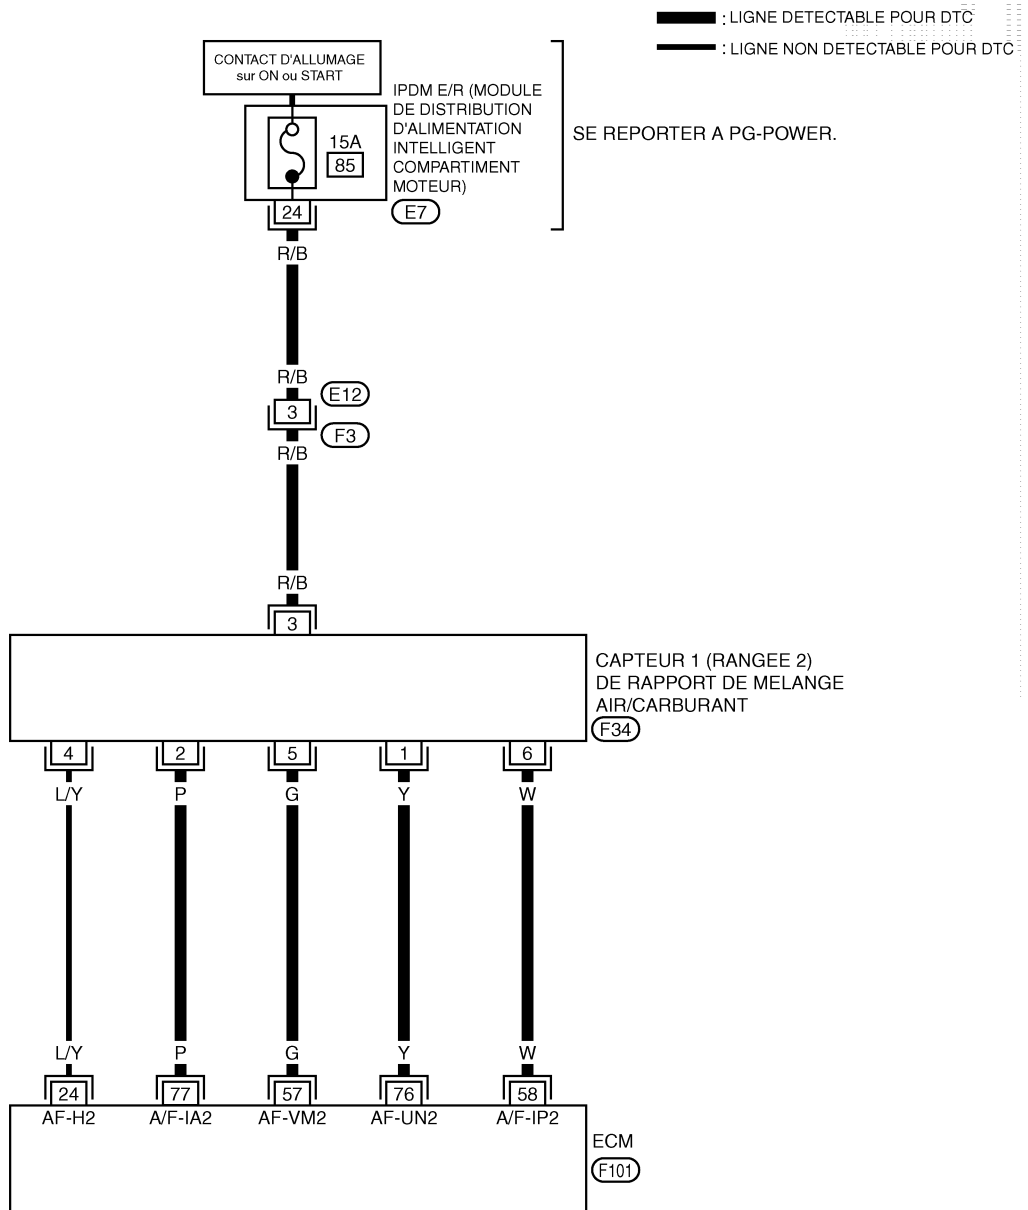 : LIGNE DETECTABLE POUR DTC
: LIGNE NON DETECTABLE POUR DTC
CONTACT D'ALLUMAGE
sur ON ou START
IPDM E/R (MODULE
DE DISTRIBUTION
D'ALIMENTATION
INTELLIGENT
COMPARTIMENT
MOTEUR)
E7
15A
85
SE REPORTER A PG-POWER.
24
R/B
R/B
E12
3
F3
R/B
R/B
3
CAPTEUR 1 (RANGEE 2)
DE RAPPORT DE MELANGE
AIR/CARBURANT
F34
4 2 5 1 6
L/Y P G Y W
L/Y P G Y W
24 77 57 76 58
AF-H2 A/F-IA2 AF-VM2 AF-UN2 A/F-IP2
ECM
F101